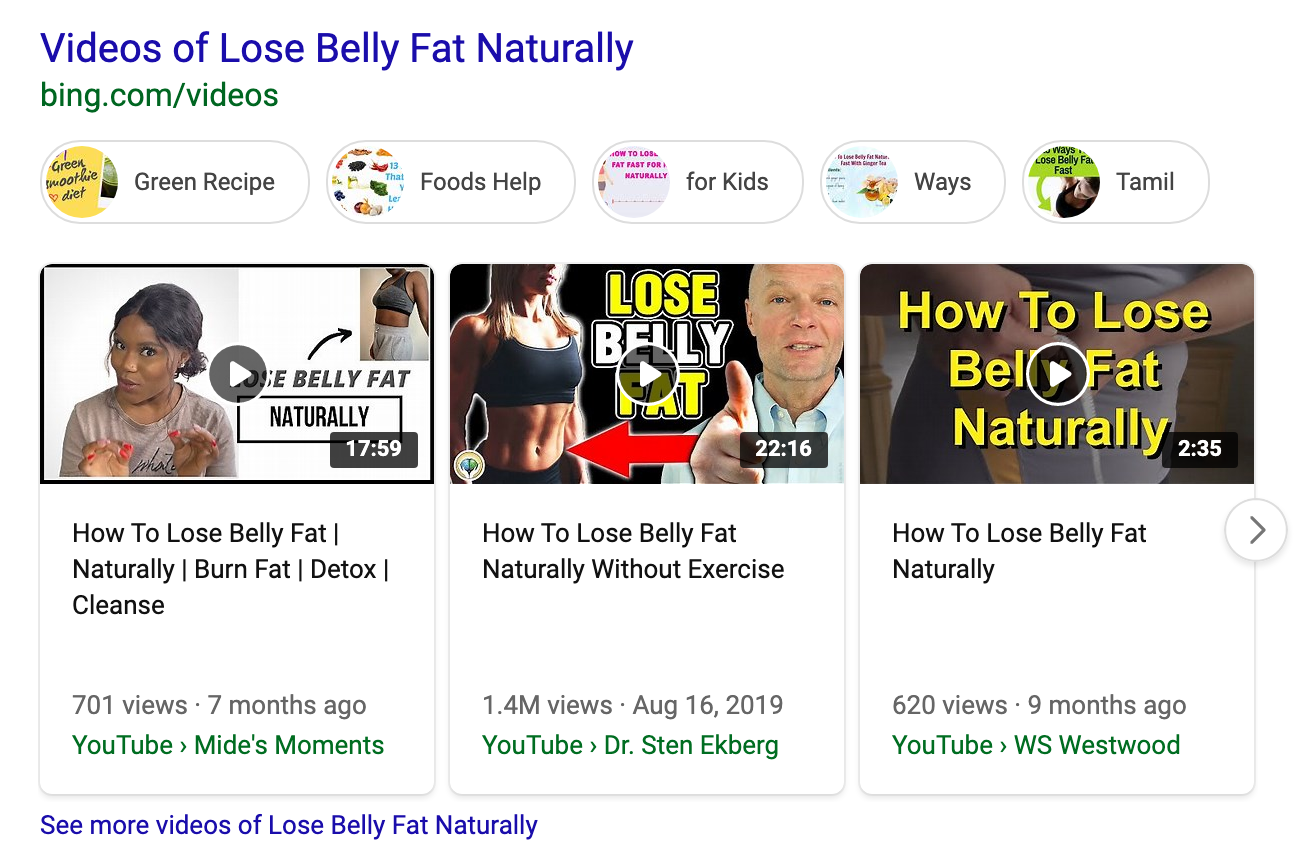 Videos of Lose Belly Fat Naturally
bing.com/videos
Green
smoothie
diet
Green Recipe
13
That
Foods Help
FAT FAST FOR
NATURALLY
for Kids
To Lose Belly Fat Natur
Fast With Ginger Tea
Ways
Ways
Lose Belly Fat
Fast
Tamil
LOSE BELLY FAT
NATURALLY
17:59
LOSE
BELLY
FAT
22:16
How To Lose
Belly Fat
Naturally
2:35
How To Lose Belly Fat |
Naturally | Burn Fat | Detox |
Cleanse
How To Lose Belly Fat
Naturally Without Exercise
How To Lose Belly Fat
Naturally
701 views · 7 months ago
YouTube › Mide's Moments
1.4M views · Aug 16, 2019
YouTube › Dr. Sten Ekberg
620 views · 9 months ago
YouTube › WS Westwood
See more videos of Lose Belly Fat Naturally